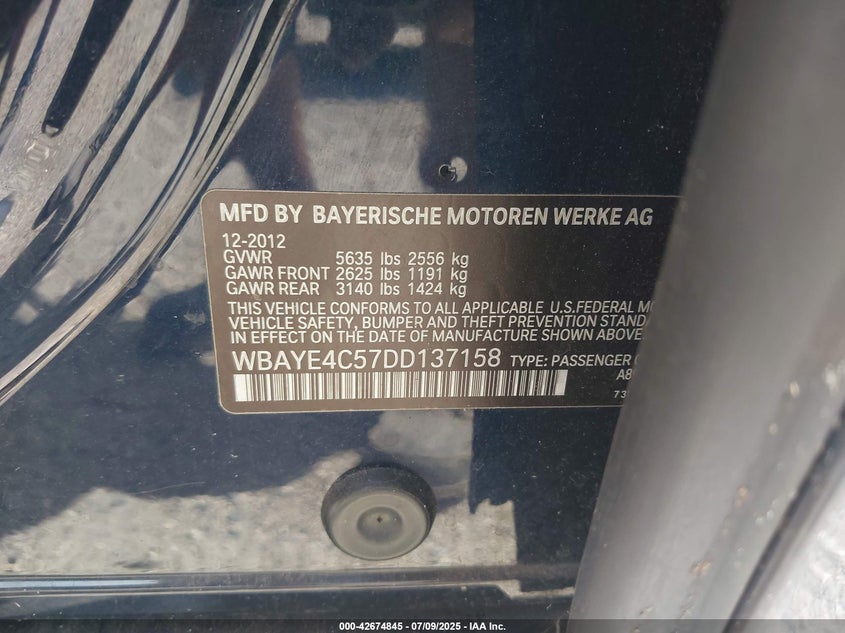 MFD BY BAYERISCHE MOTOREN WERKE AG
12-2012
GVWR 5635 lbs 2556 kg
GAWR FRONT 2625 lbs 1191 kg
GAWR REAR 3140 lbs 1424 kg
THIS VEHICLE CONFORMS TO ALL APPLICABLE U.S.FEDERAL
VEHICLE SAFETY, BUMPER AND THEFT PREVENTION
IN EFFECT ON THE DATE OF MANUFACTURE SHOWN ABOVE
WBAYE4C57DD137158 TYPE: PASSENGER
000-42674845 - 07/09/2025 - IAA Inc.